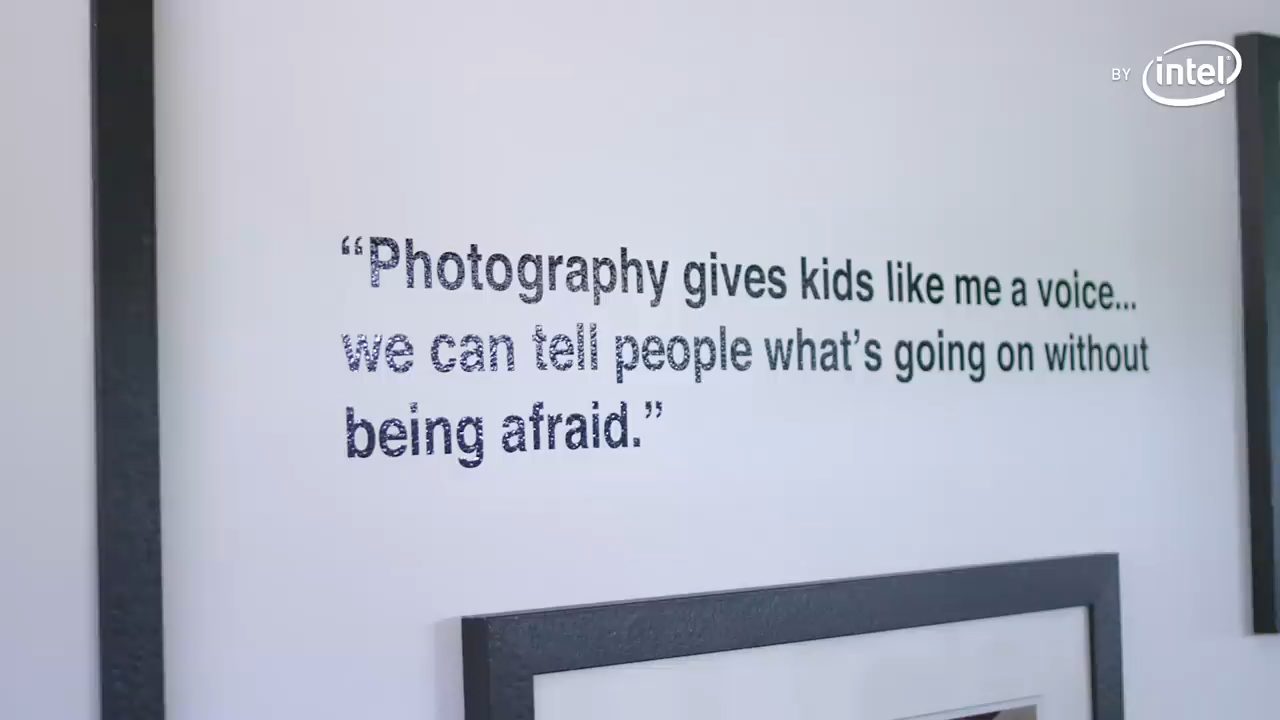 BY intel
“Photography gives kids like me a voice...
we can tell people what’s going on without
being afraid.”